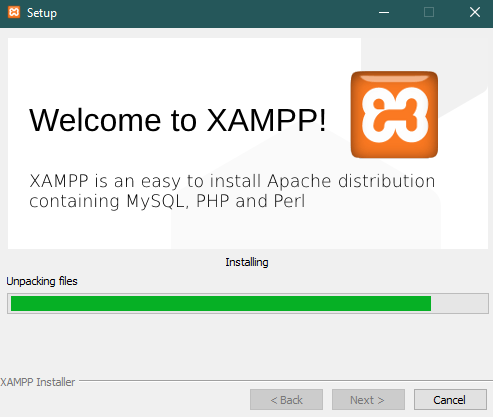 Setup
Welcome to XAMPP!
XAMPP is an easy to install Apache distribution
containing MySQL, PHP and Perl
Installing
Unpacking files
XAMPP Installer
< Back
Next >
Cancel